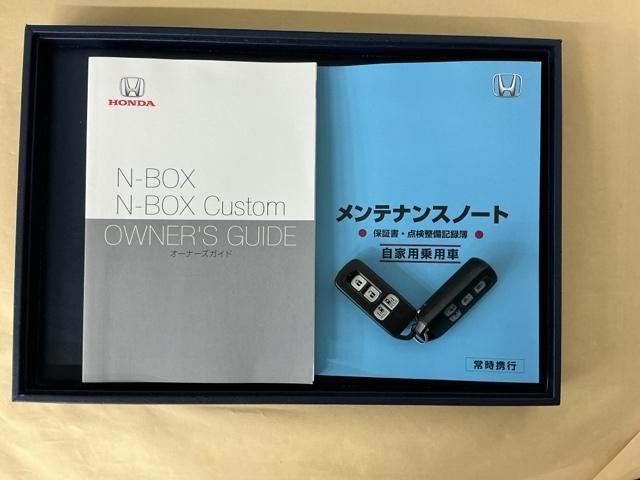 HONDA
N-BOX
N-BOX Custom
OWNER'S GUIDE
オーナーズガイド
メンテナンスノート
保証書・点検整備記録簿
自家用乗用車
常時携行